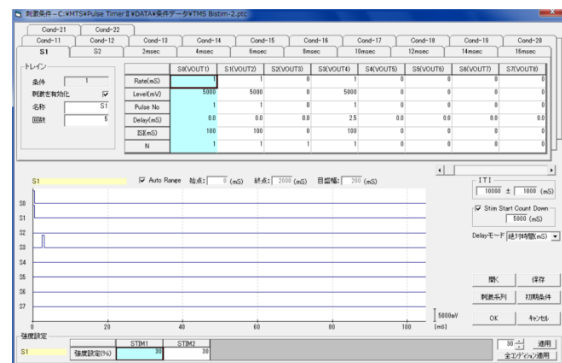 刺激条件-C:¥HTS¥Pulse TimerⅡ¥DATA¥条件データ¥TMS Bistim-2.ptc
Cond-21 Cond-22
Cond-11 Cond-12 Cond-13 Cond-14 Cond-15 Cond-16 Cond-17 Cond-18 Cond-19 Cond-20
S1 S2 2msec 4msec 6msec 8msec 10msec 12msec 14msec 16msec
トレイン
条件 1
刺激を有効化
名称 S1
回数 5
S0(VOUT1) S1(VOUT2) S2(VOUT3) S3(VOUT4) S4(VOUT5) S5(VOUT6) S6(VOUT7) S7(VOUT8)
Rate(mS) 1 1 0 1 0 0 0 0
Level(mV) 5000 5000 0 5000 0 0 0 0
Pulse No 1 1 0 1 0 0 0 0
Delay(mS) 0.0 0.0 0.0 2.5 0.0 0.0 0.0 0.0
ISI(mS) 100 100 0 100 0 0 0 0
N 1 1 1 1 1 1 1 1
S1 Auto Range 始点: 0 (mS) 終点: 2000 (mS) 目盛幅: 200 (mS)
S0
S1
S2
S3
S4
S5
S6
S7
0 20 40 60 80 100 [mS]
5000mV
ITI
10000 ± 1000 (mS)
Stim Start Count Down
5000 (mS)
Delayモード 絶対時間(mS)
開く 保存
刺激系列 初期条件
OK キャンセル
強度設定
STIM1 STIM2
S1 強度設定(%) 30 30
30 適用
全コンディション適用